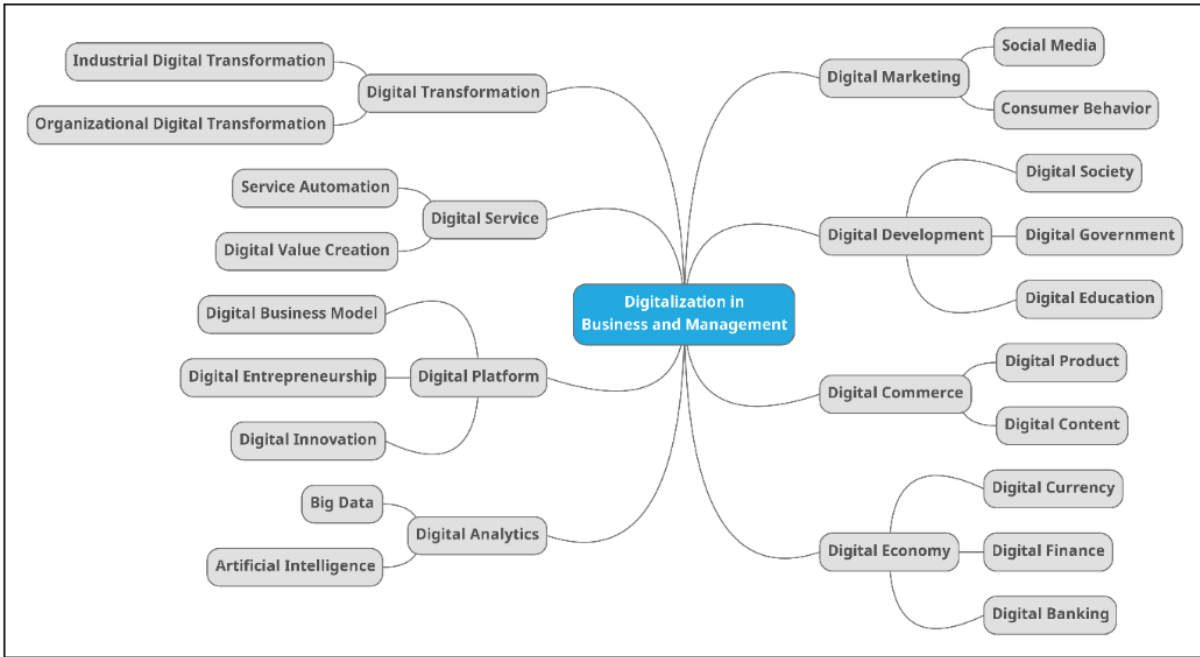 Industrial Digital Transformation
Organizational Digital Transformation
Digital Transformation
Service Automation
Digital Value Creation
Digital Service
Digital Business Model
Digital Entrepreneurship
Digital Innovation
Digital Platform
Big Data
Artificial Intelligence
Digital Analytics
Digitalization in
Business and Management
Digital Marketing
Social Media
Consumer Behavior
Digital Development
Digital Society
Digital Government
Digital Education
Digital Commerce
Digital Product
Digital Content
Digital Economy
Digital Currency
Digital Finance
Digital Banking